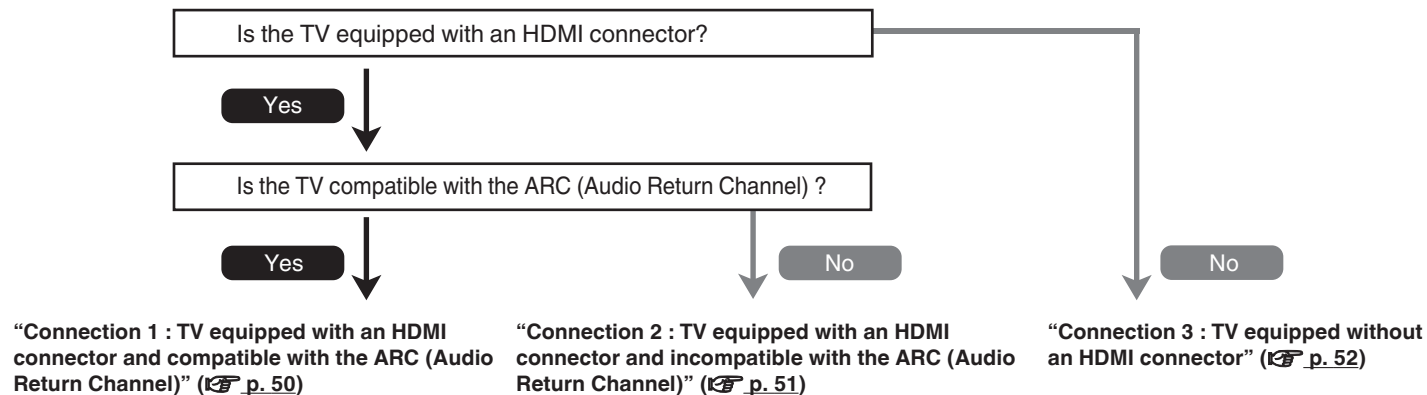 Is the TV equipped with an HDMI connector?
Yes
Is the TV compatible with the ARC (Audio Return Channel) ?
Yes
No
No
“Connection 1 : TV equipped with an HDMI
connector and compatible with the ARC (Audio
Return Channel)” (☞ p. 50)
“Connection 2 : TV equipped with an HDMI
connector and incompatible with the ARC (Audio
Return Channel)” (☞ p. 51)
“Connection 3 : TV equipped without
an HDMI connector” (☞ p. 52)